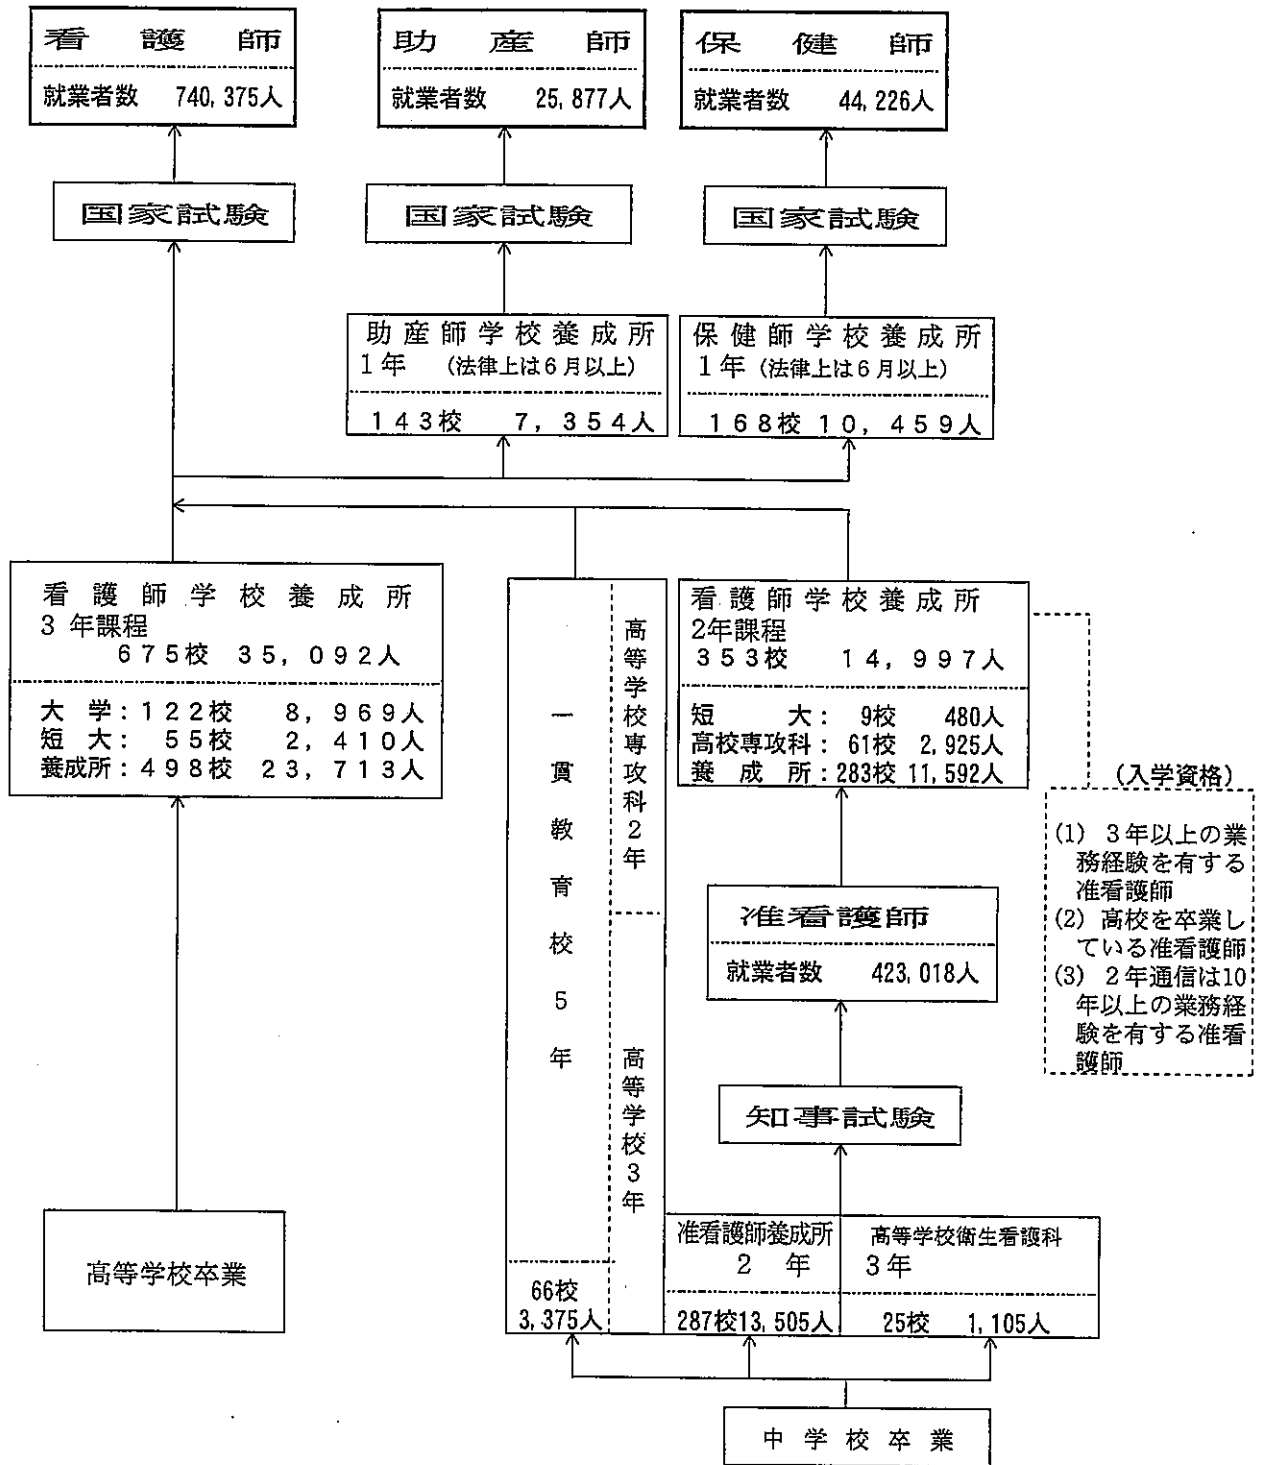 看護師
就業者数 740,375人
助産師
就業者数 25,877人
保健師
就業者数 44,226人
国家試験
国家試験
国家試験
助産師学校養成所
1年 (法律上は6月以上)
143校 7,354人
保健師学校養成所
1年 (法律上は6月以上)
168校 10,459人
看護師学校養成所
3年課程
675校 35,092人
大学:122校 8,969人
短大: 55校 2,410人
養成所:498校 23,713人
一貫教育校5年
高等学校専攻科2年
高等学校3年
66校
3,375人
看護師学校養成所
2年課程
353校 14,997人
短大: 9校 480人
高校専攻科: 61校 2,925人
養成所:283校 11,592人
(入学資格)
(1) 3年以上の業
務経験を有する
准看護師
(2) 高校を卒業し
ている准看護師
(3) 2年通信は10
年以上の業務経
験を有する准看
護師
准看護師
就業者数 423,018人
知事試験
准看護師養成所
2年
287校13,505人
高等学校衛生看護科
3年
25校 1,105人
高等学校卒業
中学校卒業